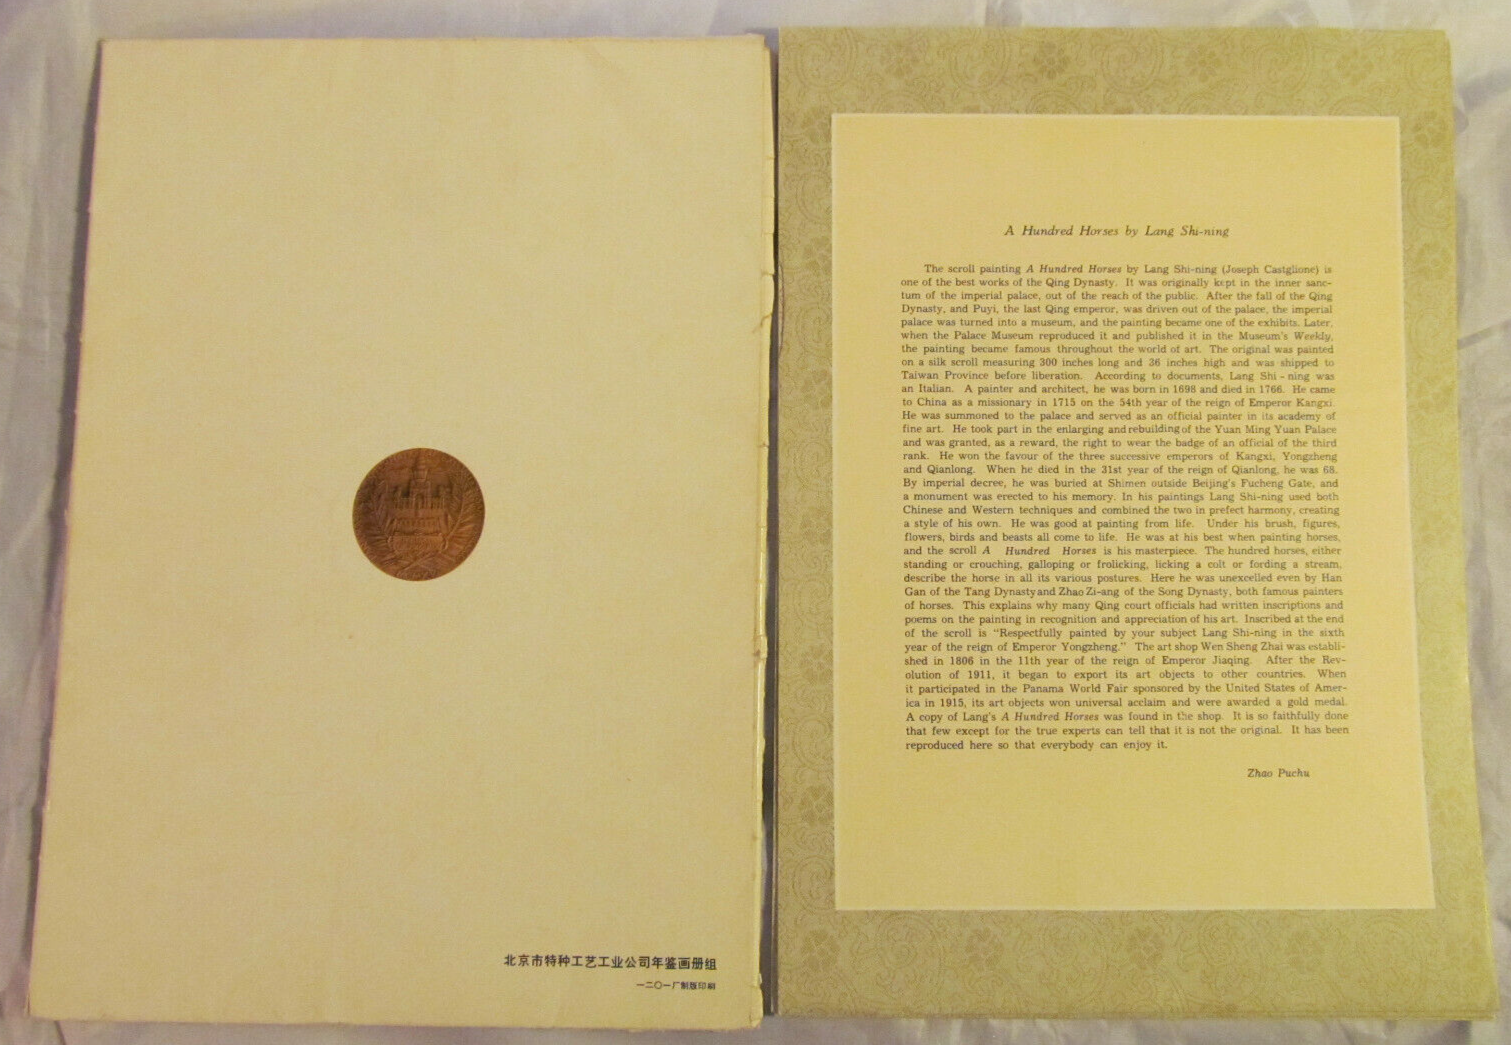 北京市特种工艺工业公司年鉴画册组
一二〇一厂制版印刷
A Hundred Horses by Lang Shi-ning
The scroll painting A Hundred Horses by Lang Shi-ning (Joseph Castglione) is
one of the best works of the Qing Dynasty. It was originally kept in the inner sanc-
tum of the imperial palace, out of the reach of the public. After the fall of the Qing
Dynasty, and Puyi, the last Qing emperor, was driven out of the palace, the imperial
palace was turned into a museum, and the painting became one of the exhibits. Later,
when the Palace Museum reproduced it and published it in the Museum's Weekly,
the painting became famous throughout the world of art. The original was painted
on a silk scroll measuring 300 inches long and 36 inches high and was shipped to
Taiwan Province before liberation. According to documents, Lang Shi - ning was
an Italian. A painter and architect, he was born in 1698 and died in 1766. He came
to China as a missionary in 1715 on the 54th year of the reign of Emperor Kangxi.
He was summoned to the palace and served as an official painter in its academy of
fine art. He took part in the enlarging and rebuilding of the Yuan Ming Yuan Palace
and was granted, as a reward, the right to wear the badge of an official of the third
rank. He won the favour of the three successive emperors of Kangxi, Yongzheng
and Qianlong. When he died in the 31st year of the reign of Qianlong, he was 68.
By imperial decree, he was buried at Shimen outside Beijing's Fucheng Gate, and
a monument was erected to his memory. In his paintings Lang Shi-ning used both
Chinese and Western techniques and combined the two in prefect harmony, creating
a style of his own. He was good at painting from life. Under his brush, figures,
flowers, birds and beasts all come to life. He was at his best when painting horses,
and the scroll A Hundred Horses is his masterpiece. The hundred horses, either
standing or crouching, galloping or frolicking, licking a colt or fording a stream,
describe the horse in all its various postures. Here he was unexcelled even by Han
Gan of the Tang Dynasty and Zhao Zi-ang of the Song Dynasty, both famous painters
of horses. This explains why many Qing court officials had written inscriptions and
poems on the painting in recognition and appreciation of his art. Inscribed at the end
of the scroll is "Respectfully painted by your subject Lang Shi-ning in the sixth
year of the reign of Emperor Yongzheng." The art shop Wen Sheng Zhai was establi-
shed in 1806 in the 11th year of the reign of Emperor Jiaqing. After the Rev-
olution of 1911, it began to export its art objects to other countries. When
it participated in the Panama World Fair sponsored by the United States of Amer-
ica in 1915, its art objects won universal acclaim and were awarded a gold medal.
A copy of Lang's A Hundred Horses was found in the shop. It is so faithfully done
that few except for the true experts can tell that it is not the original. It has been
reproduced here so that everybody can enjoy it.
Zhao Puchu